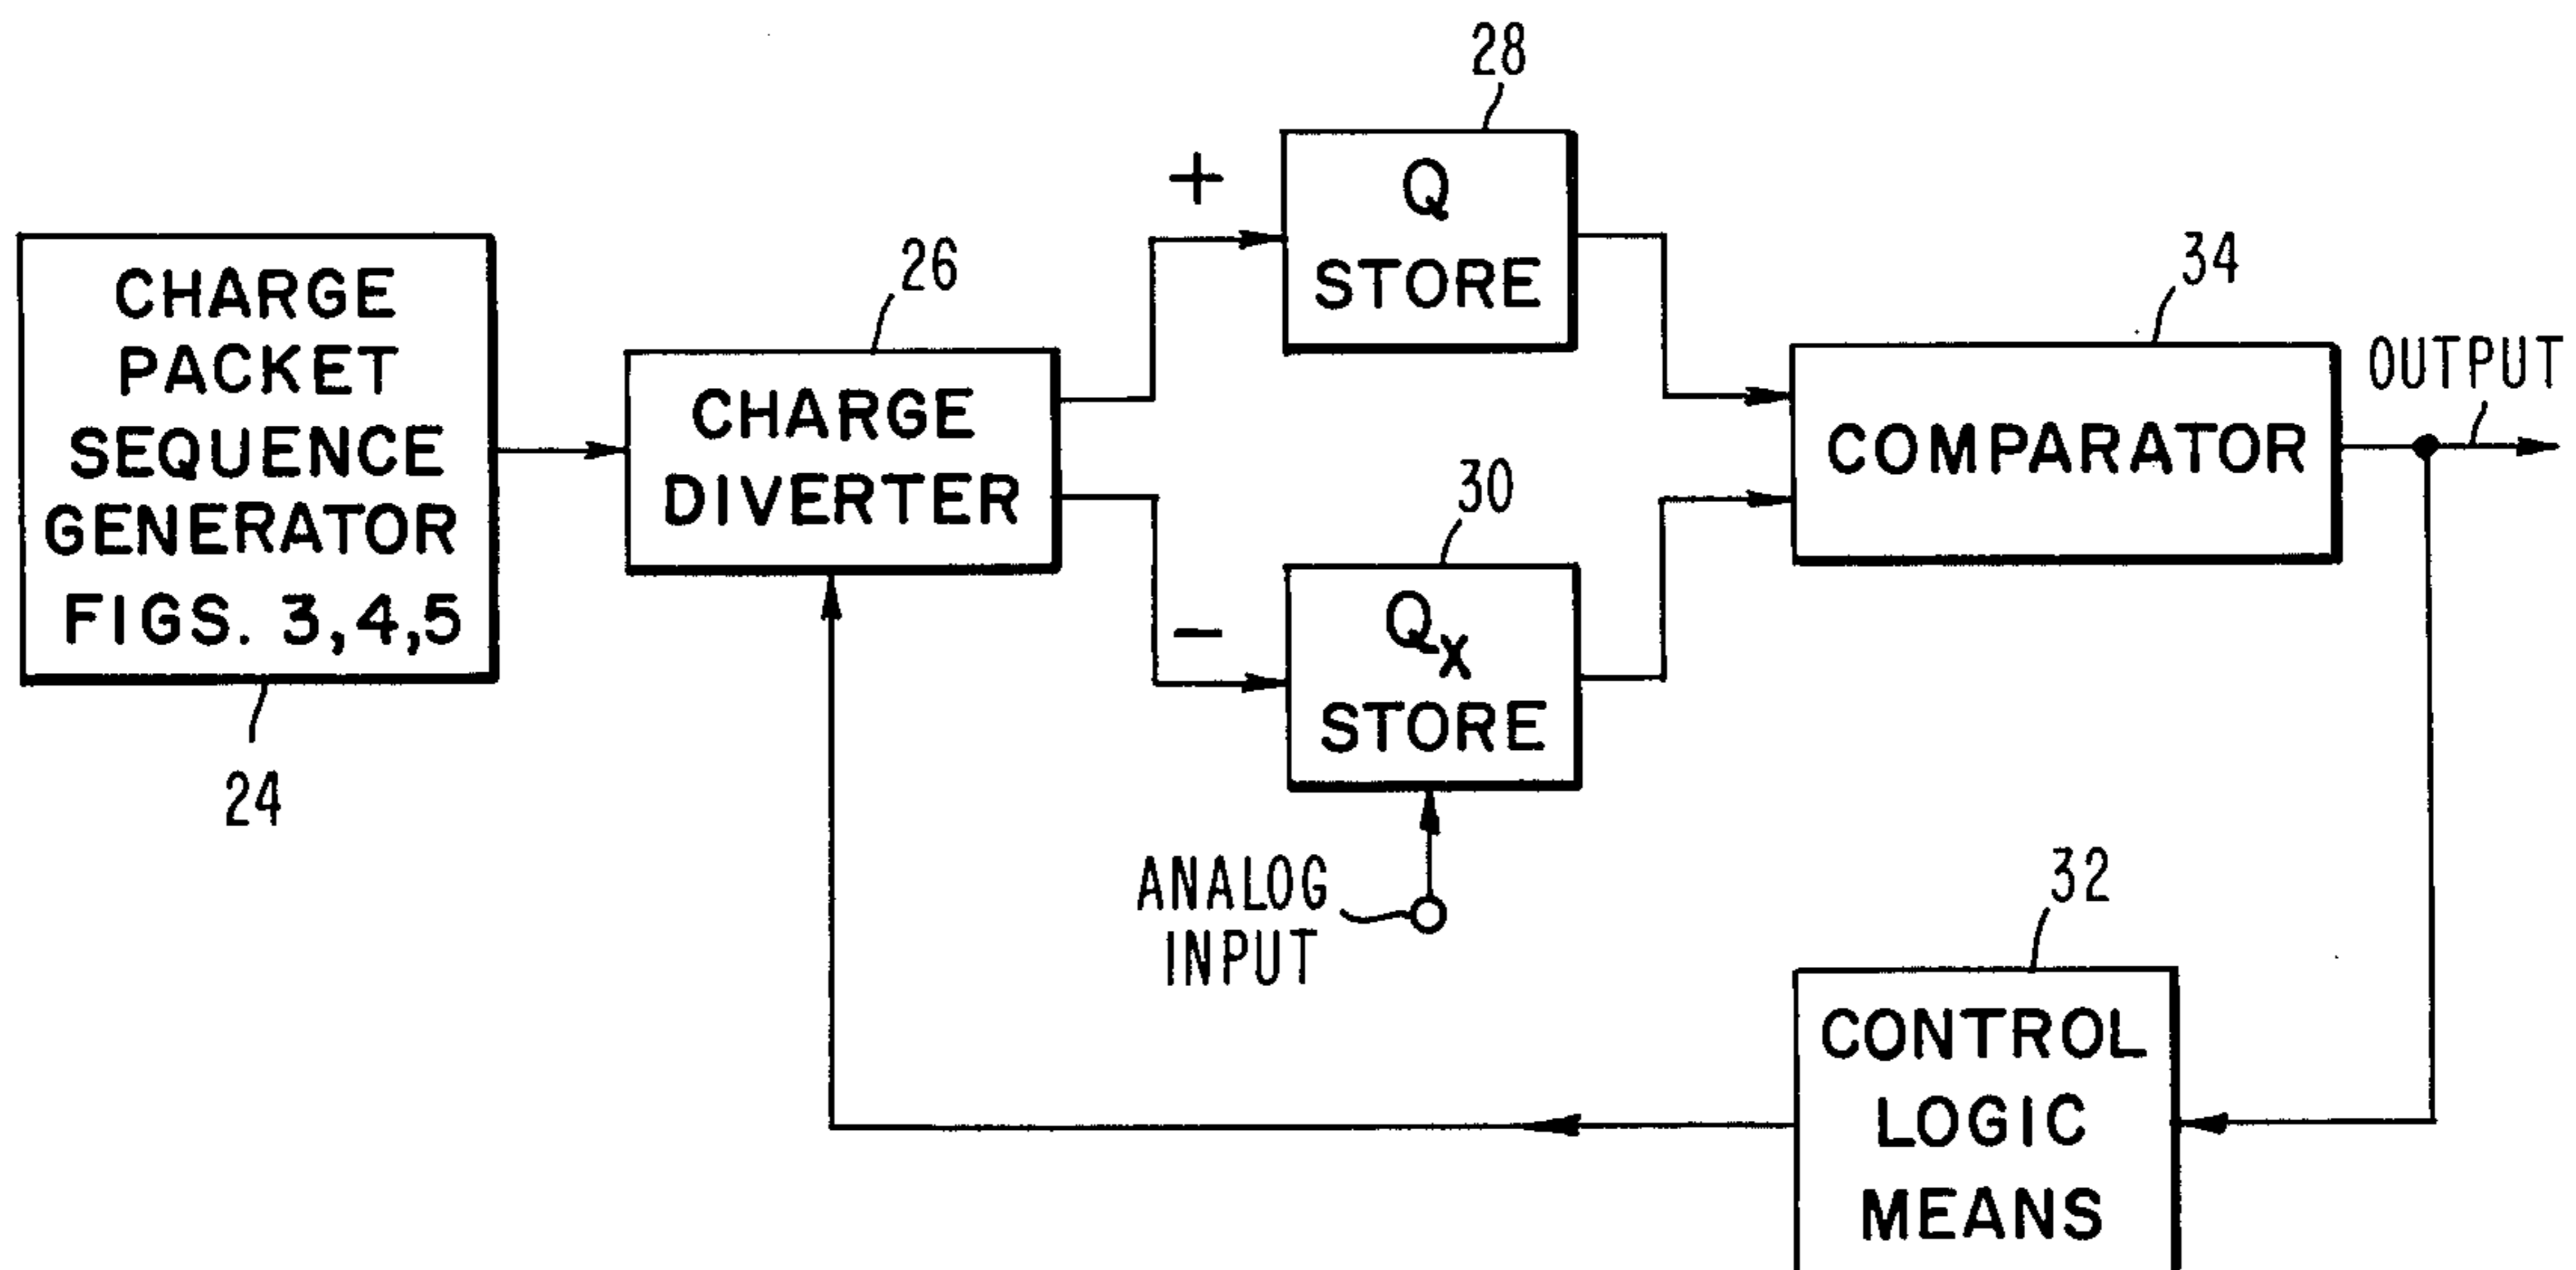 28
+
Q
STORE
26
34
CHARGE
PACKET
SEQUENCE
GENERATOR
FIGS. 3,4,5
24
CHARGE
DIVERTER
OUTPUT
COMPARATOR
30
−
Qx
STORE
ANALOG
INPUT
32
CONTROL
LOGIC
MEANS